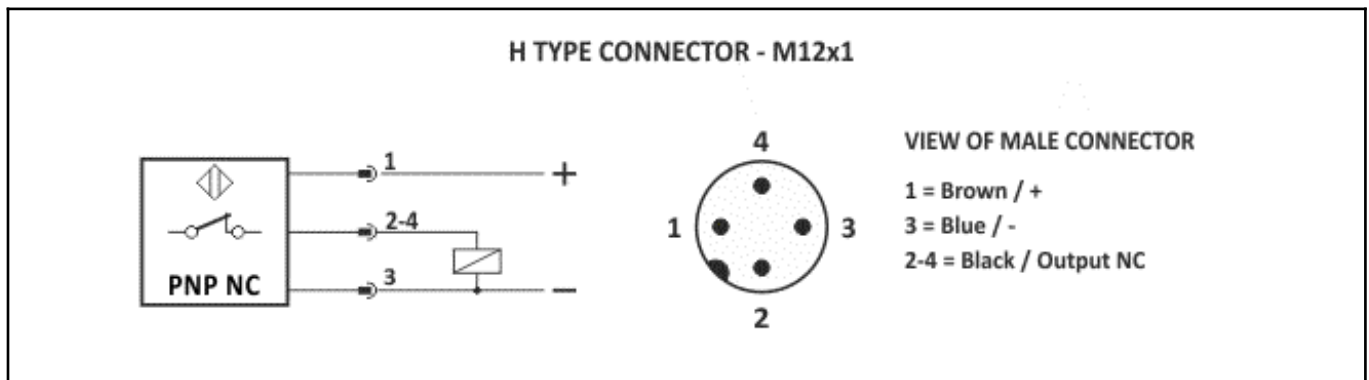 H TYPE CONNECTOR - M12x1
1
+
2-4
3
−
PNP NC
4
1
3
2
VIEW OF MALE CONNECTOR
1 = Brown / +
3 = Blue / -
2-4 = Black / Output NC